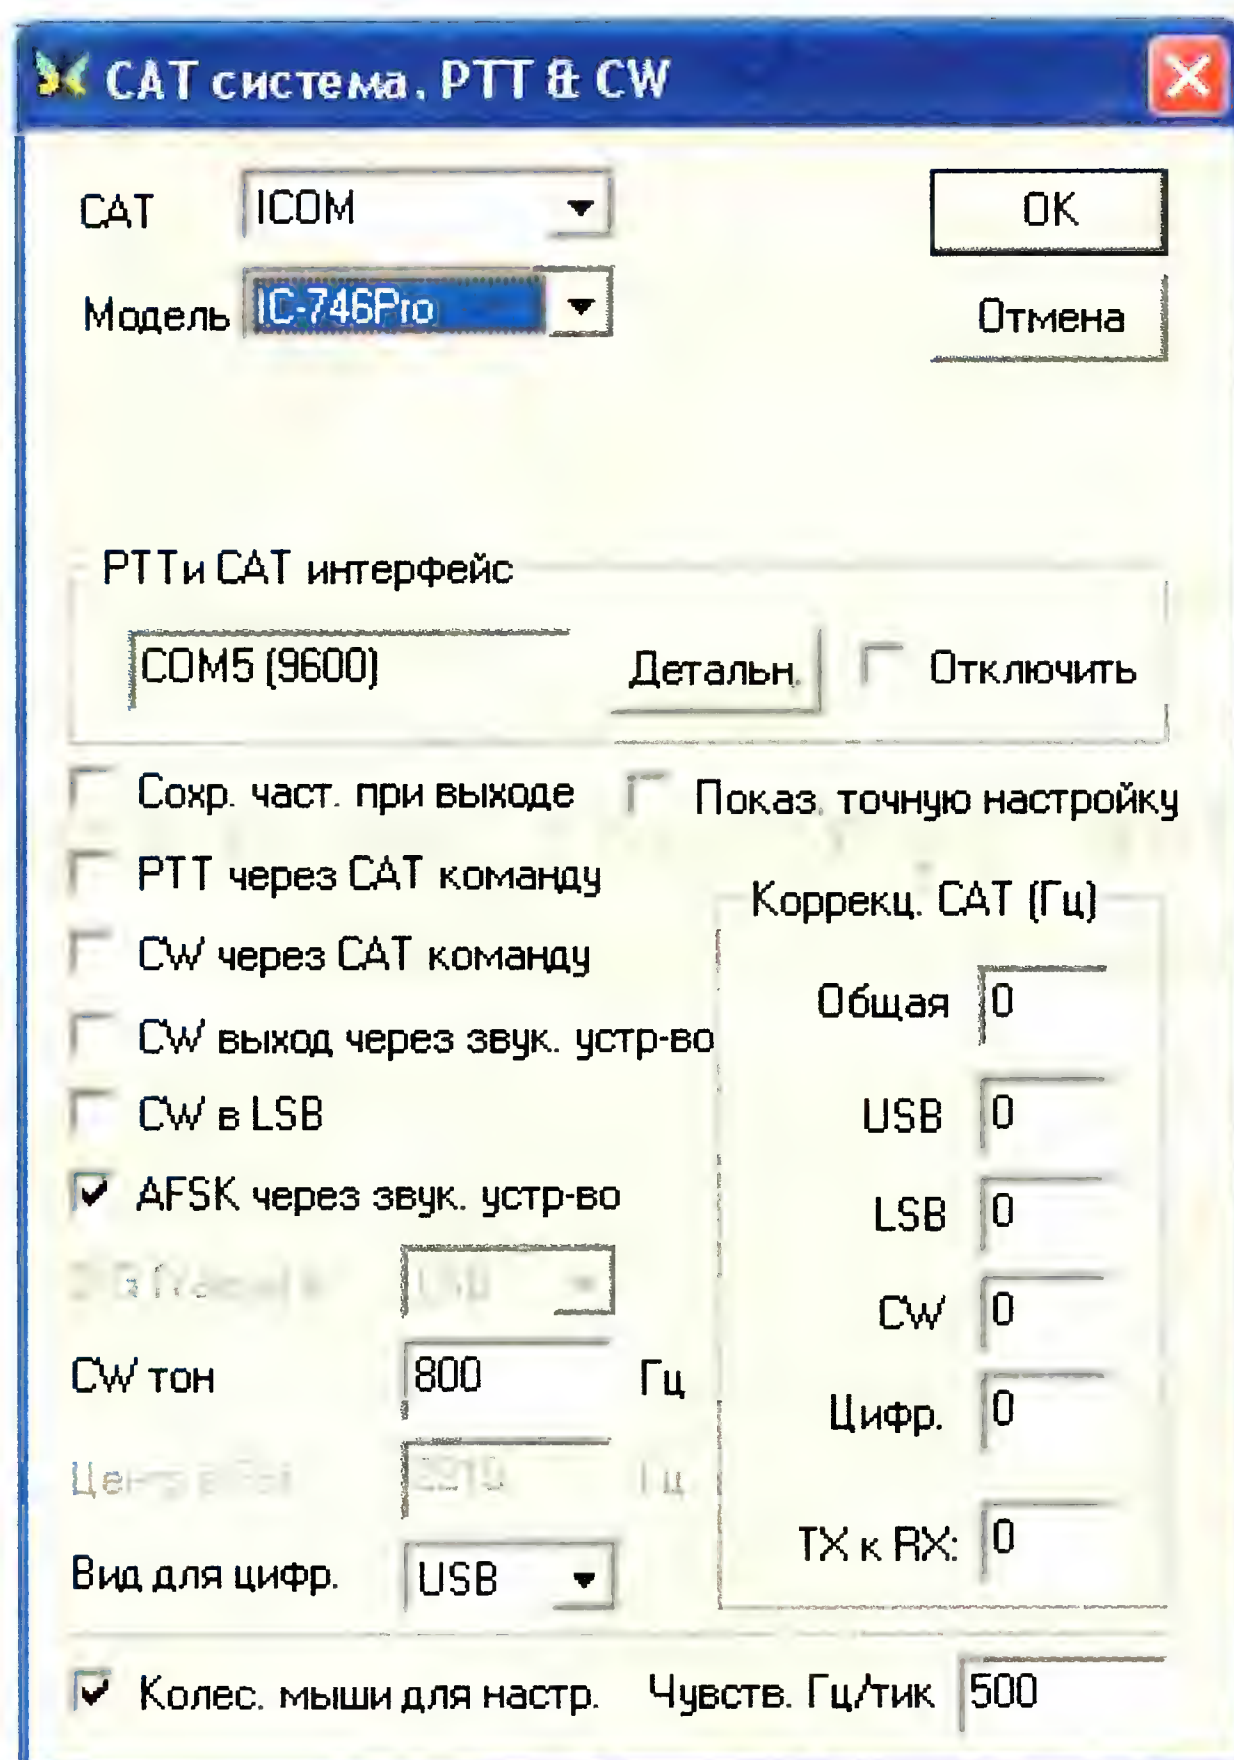 CAT система, PTT & CW
CAT ICOM OK
Модель IC-746Pro Отмена
PTTи CAT интерфейс
COM5 (9600) Детальн. Отключить
Сохр. част. при выходе Показ. точную настройку
PTT через CAT команду
Коррекц. CAT (Гц)
CW через CAT команду
Общая 0
CW выход через звук. устр-во
CW в LSB
USB 0
AFSK через звук. устр-во
LSB 0
CW 0
CW тон 800 Гц
Цифр. 0
Гц
TX к RX: 0
Вид для цифр. USB
Колес. мыши для настр. Чувств. Гц/тик 500